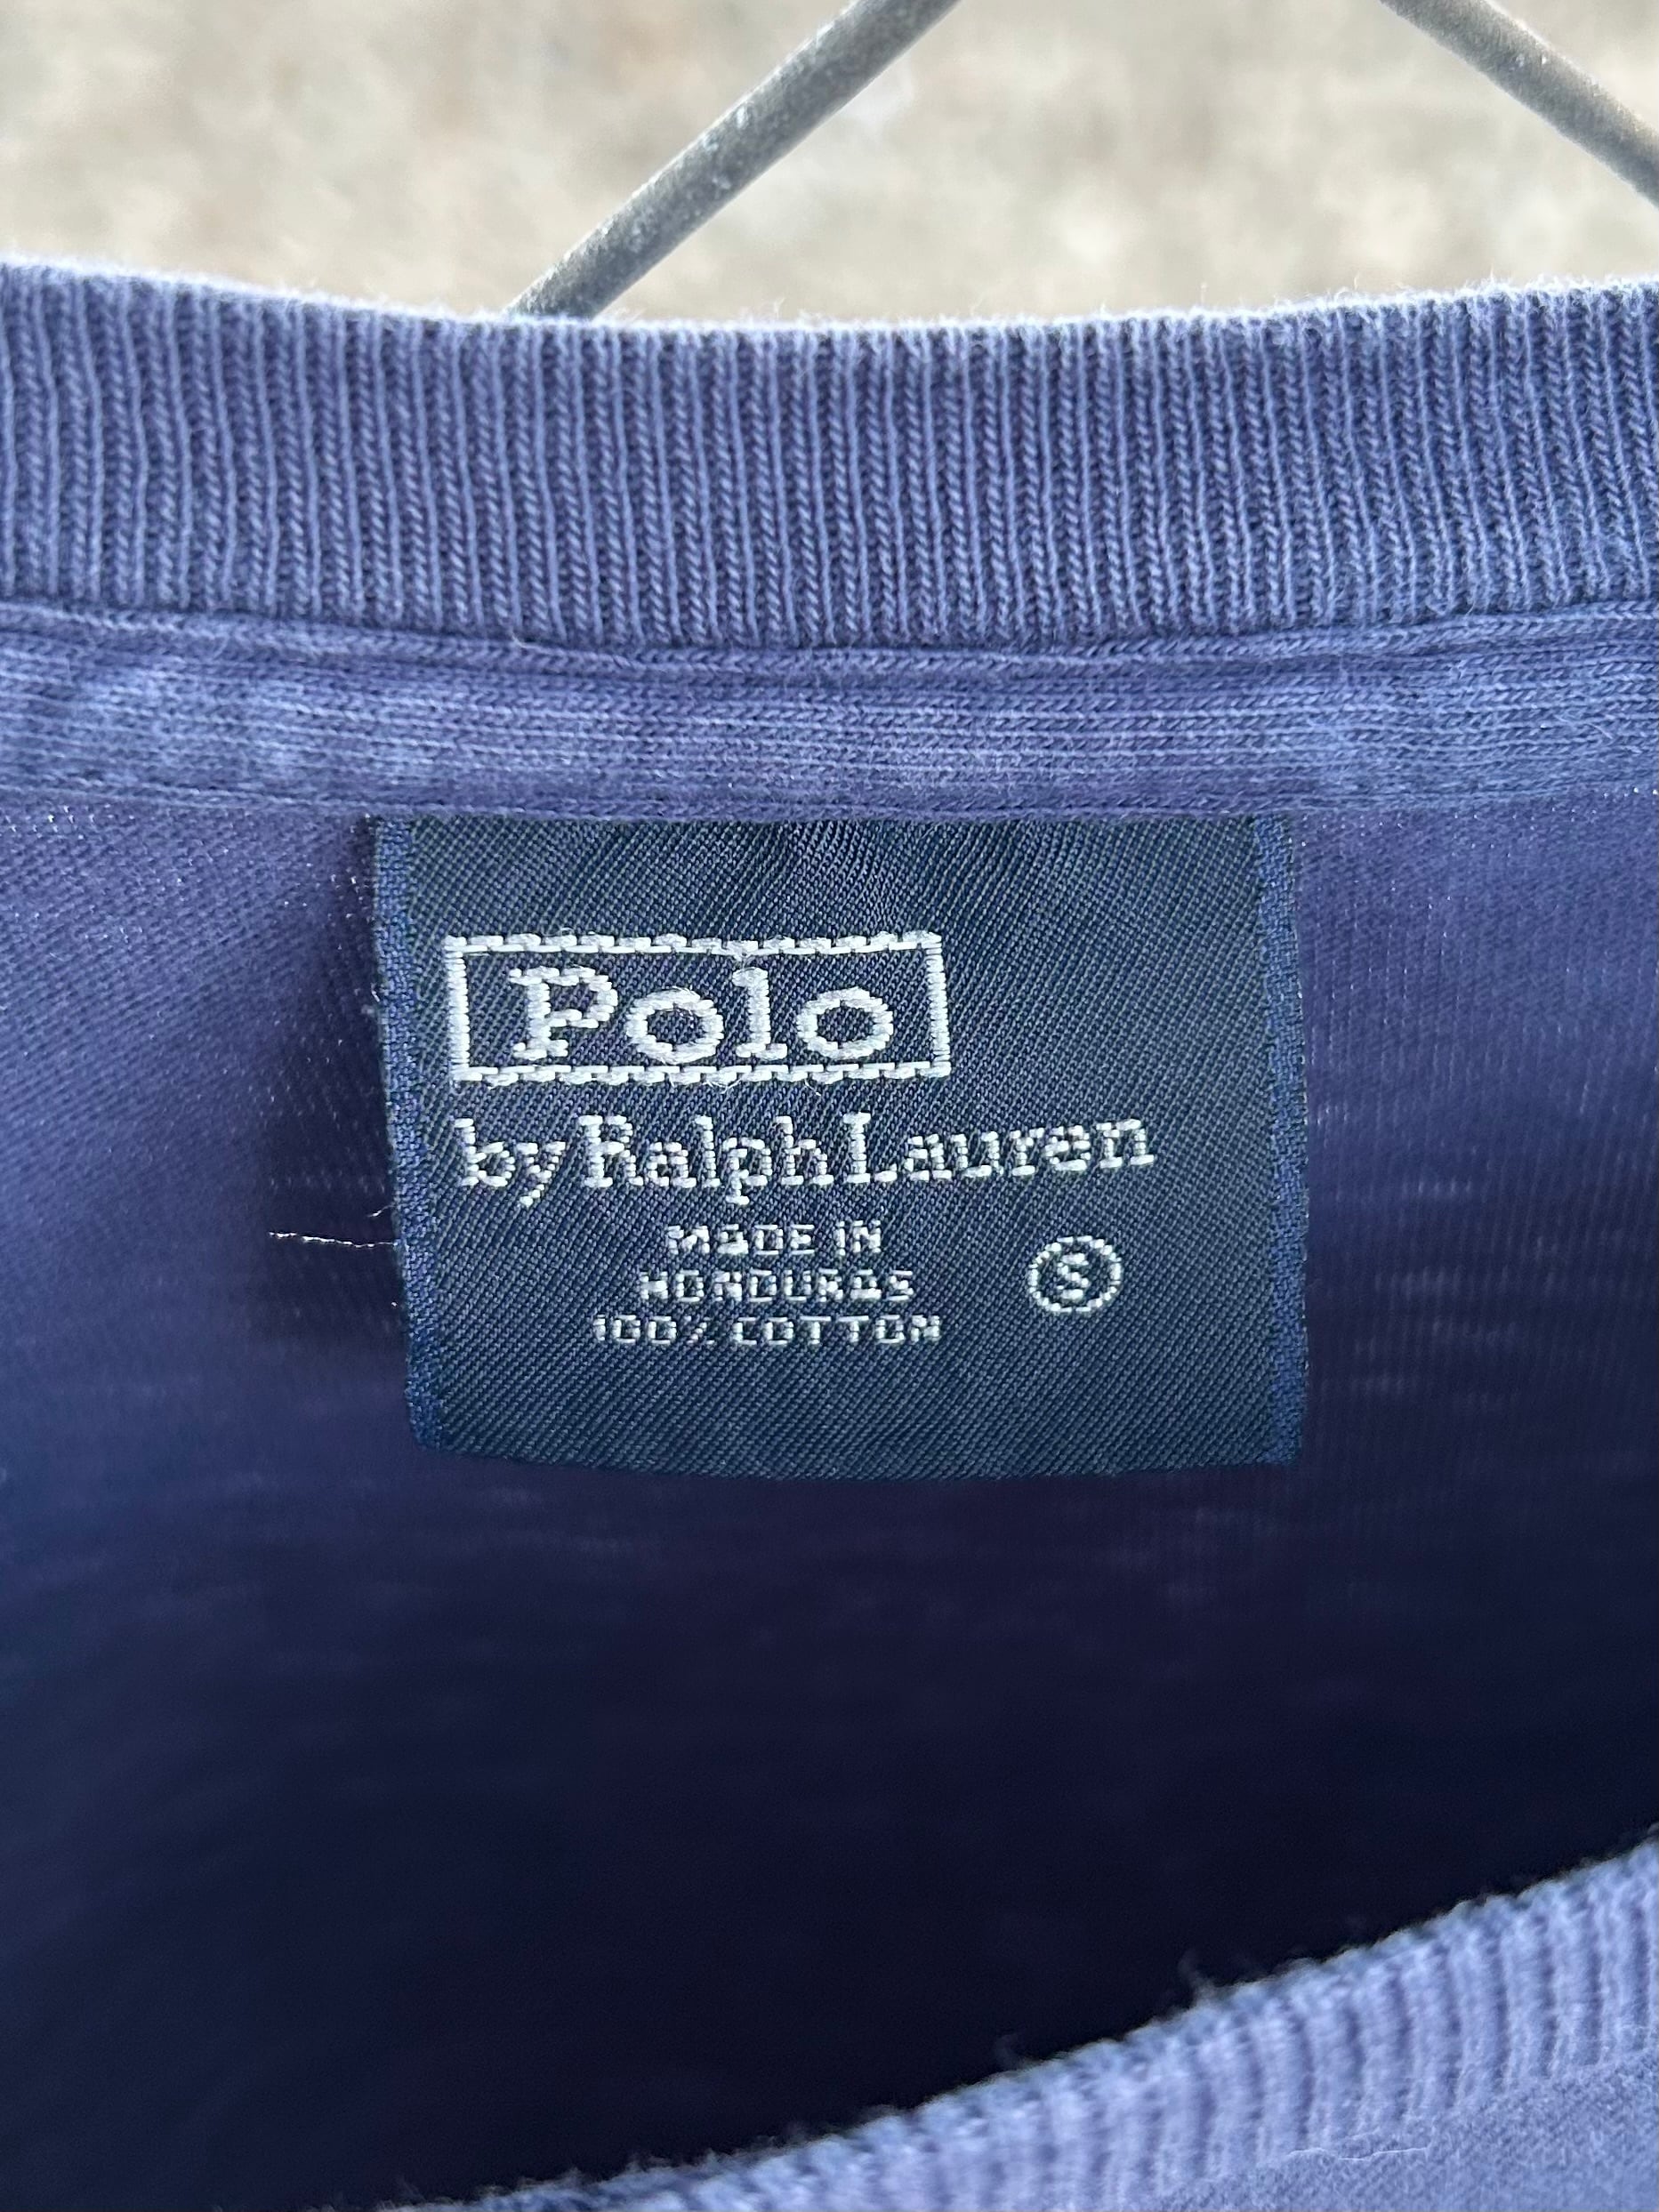 Polo
by Ralph Lauren
MADE IN
HONDURAS
100% COTTON
S